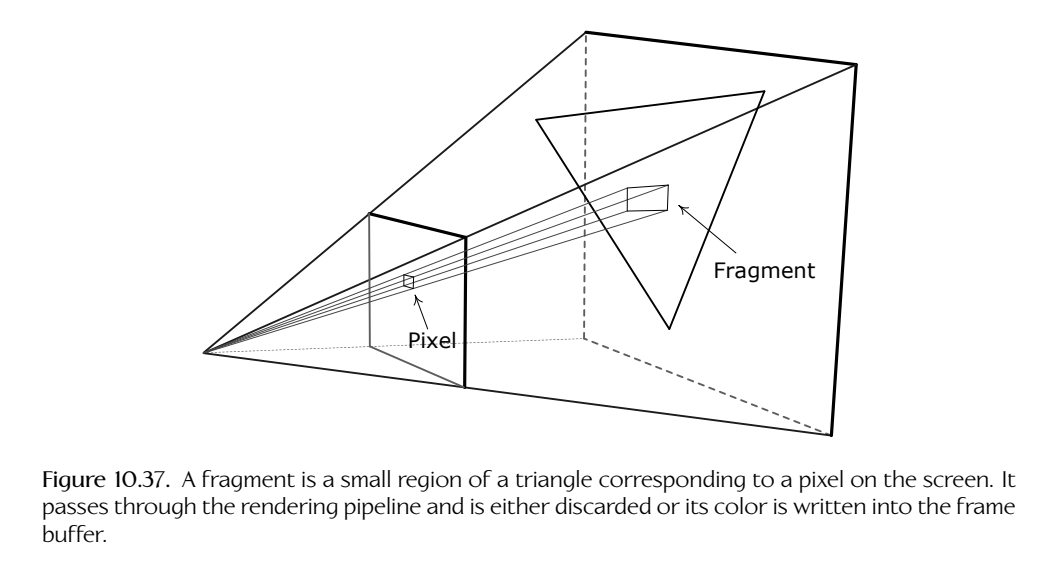 Fragment
Pixel
Figure 10.37. A fragment is a small region of a triangle corresponding to a pixel on the screen. It
passes through the rendering pipeline and is either discarded or its color is written into the frame
buffer.